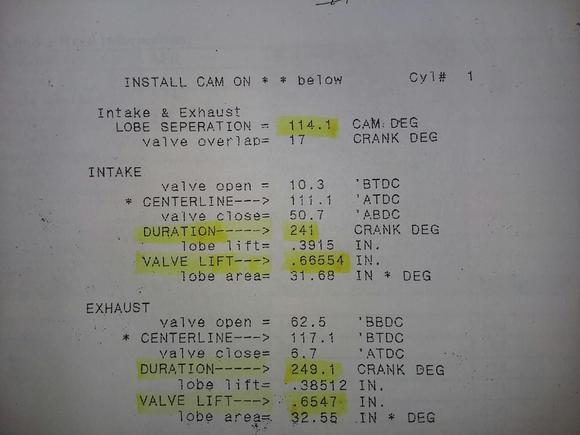 INSTALL CAM ON * * below Cyl# 1
Intake & Exhaust
LOBE SEPERATION = 114.1 CAM DEG
valve overlap= 17 CRANK DEG
INTAKE
valve open = 10.3 'BTDC
* CENTERLINE---> 111.1 'ATDC
valve close= 50.7 'ABDC
DURATION-----> 241 CRANK DEG
lobe lift= .3915 IN.
VALVE LIFT---> .66554 IN.
lobe area= 31.68 IN * DEG
EXHAUST
valve open = 62.5 'BBDC
* CENTERLINE---> 117.1 'BTDC
valve close= 6.7 'ATDC
DURATION-----> 249.1 CRANK DEG
lobe lift= .38512 IN.
VALVE LIFT---> .6547 IN.
lobe area= 32.55 IN * DEG